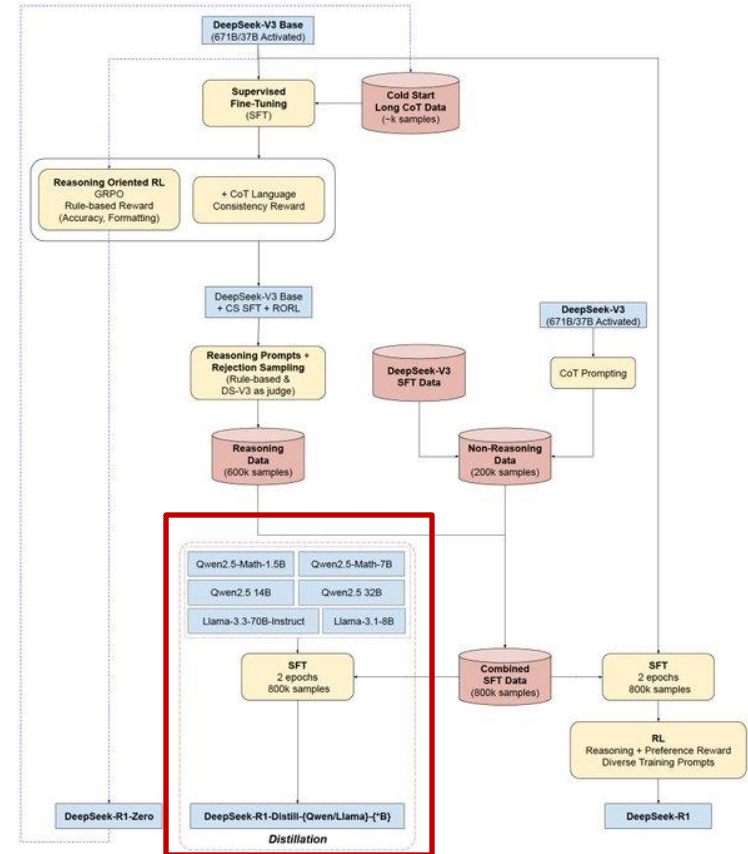 DeepSeek-V3 Base
(671B/37B Activated)
Supervised
Fine-Tuning
(SFT)
Cold Start
Long CoT Data
(~k samples)
Reasoning Oriented RL
GRPO
Rule-based Reward
(Accuracy, Formatting)
+ CoT Language
Consistency Reward
DeepSeek-V3 Base
+ CS SFT + RORL
DeepSeek-V3
(671B/37B Activated)
Reasoning Prompts +
Rejection Sampling
(Rule-based &
DS-V3 as judge)
DeepSeek-V3
SFT Data
CoT Prompting
Reasoning
Data
(600k samples)
Non-Reasoning
Data
(200k samples)
Qwen2.5-Math-1.5B
Qwen2.5-Math-7B
Qwen2.5 14B
Qwen2.5 32B
Llama-3.3-70B-Instruct
Llama-3.1-8B
SFT
2 epochs
800k samples
Combined
SFT Data
(800k samples)
SFT
2 epochs
800k samples
RL
Reasoning + Preference Reward
Diverse Training Prompts
DeepSeek-R1-Zero
DeepSeek-R1-Distill-{Qwen/Llama}-{*B}
DeepSeek-R1
Distillation